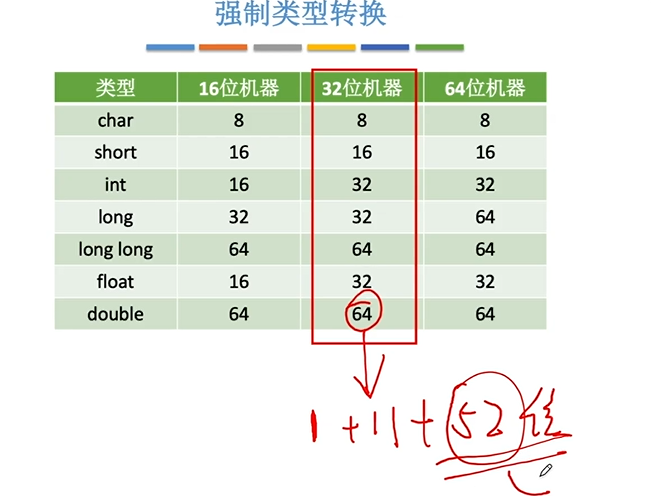 强制类型转换
类型 16位机器 32位机器 64位机器
char 8 8 8
short 16 16 16
int 16 32 32
long 32 32 64
long long 64 64 64
float 16 32 32
double 64 64 64
1+11+52位